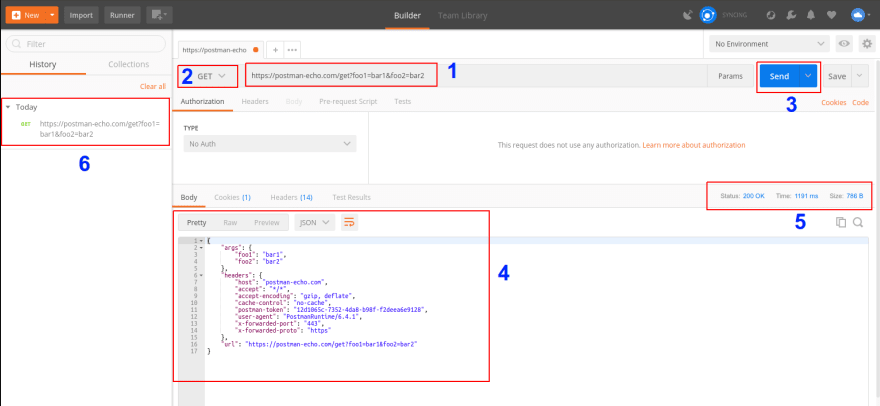 New Import Runner Builder Team Library SYNCING
Filter
History Collections
Clear all
Today
GET https://postman-echo.com/get?foo1=
bar1&foo2=bar2
6
https://postman-echo + ••• No Environment
2 GET https://postman-echo.com/get?foo1=bar1&foo2=bar2 1 Params Send Save
3
Authorization Headers Body Pre-request Script Tests Cookies Code
TYPE
No Auth
This request does not use any authorization. Learn more about authorization
Body Cookies (1) Headers (14) Test Results Status: 200 OK Time: 1191 ms Size: 786 B
5
Pretty Raw Preview JSON
4
1 {
2 "args": {
3 "foo1": "bar1",
4 "foo2": "bar2"
5 },
6 "headers": {
7 "host": "postman-echo.com",
8 "accept": "*/*",
9 "accept-encoding": "gzip, deflate",
10 "cache-control": "no-cache",
11 "postman-token": "12d1865c-7352-4da8-b98f-f2deea6e9128",
12 "user-agent": "PostmanRuntime/6.4.1",
13 "x-forwarded-port": "443",
14 "x-forwarded-proto": "https"
15 },
16 "url": "https://postman-echo.com/get?foo1=bar1&foo2=bar2"
17 }